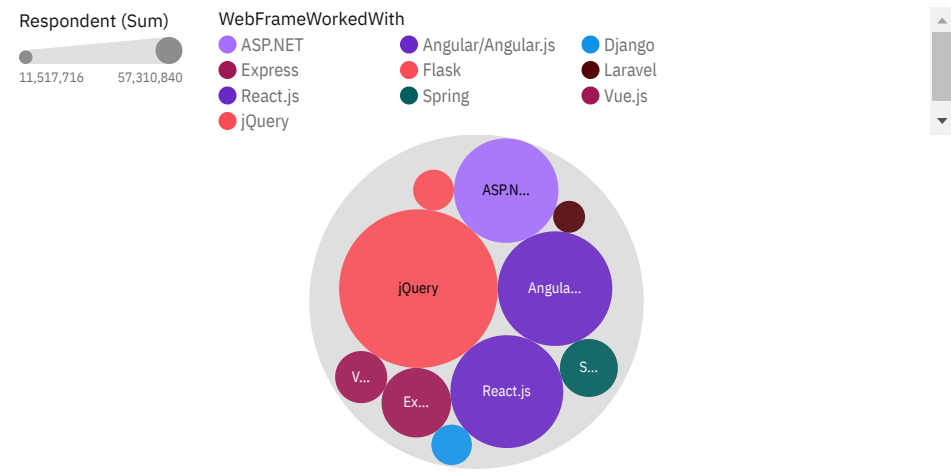 Respondent (Sum)
11,517,716 57,310,840
WebFrameWorkedWith
ASP.NET Angular/Angular.js Django
Express Flask Laravel
React.js Spring Vue.js
jQuery
ASP.N...
jQuery
Angula...
S...
V...
Ex...
React.js